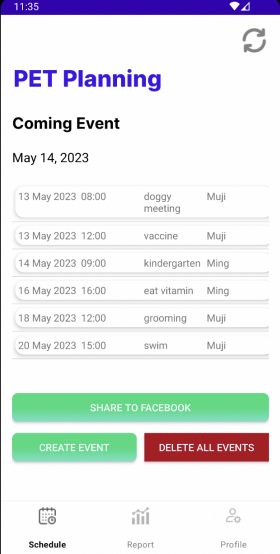 11:35
PET Planning
Coming Event
May 14, 2023
13 May 2023 08:00 doggy meeting Muji
13 May 2023 12:00 vaccine Muji
14 May 2023 09:00 kindergarten Ming
16 May 2023 16:00 eat vitamin Ming
18 May 2023 12:00 grooming Muji
20 May 2023 15:00 swim Muji
SHARE TO FACEBOOK
CREATE EVENT DELETE ALL EVENTS
Schedule Report Profile